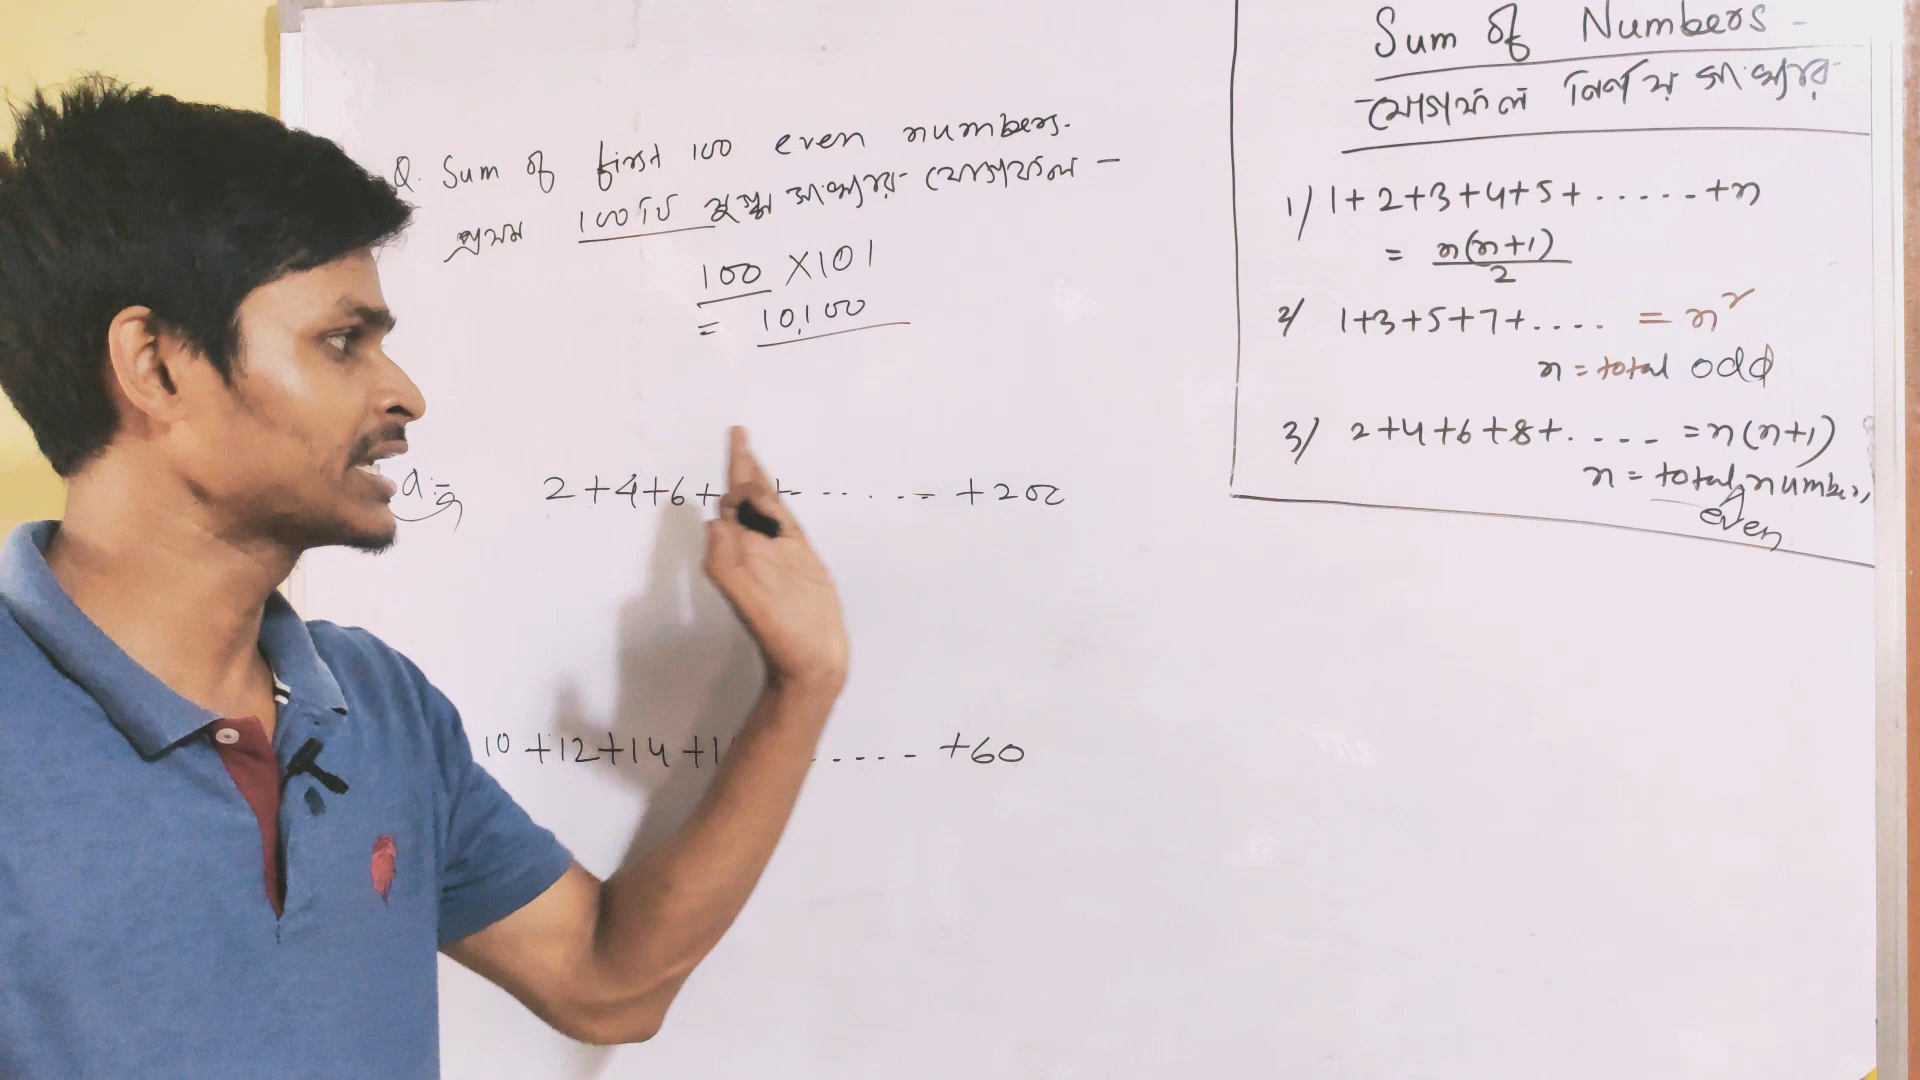 Q. Sum of first 100 even numbers.
প্রথম 100টি যুগ্ম সংখ্যার যোগফল -
100 X101
= 10,100
2+4+6+ + ...... +202
10 +12+14 +1 ..... +60
Sum of Numbers -
যোগফল নির্ণয় সংখ্যার
1) 1+2+3+4+5+......+n
= n(n+1)
2
2) 1+3+5+7+.... = n²
n = total odd
3) 2+4+6+8+.... = n(n+1)
n = total number,
even